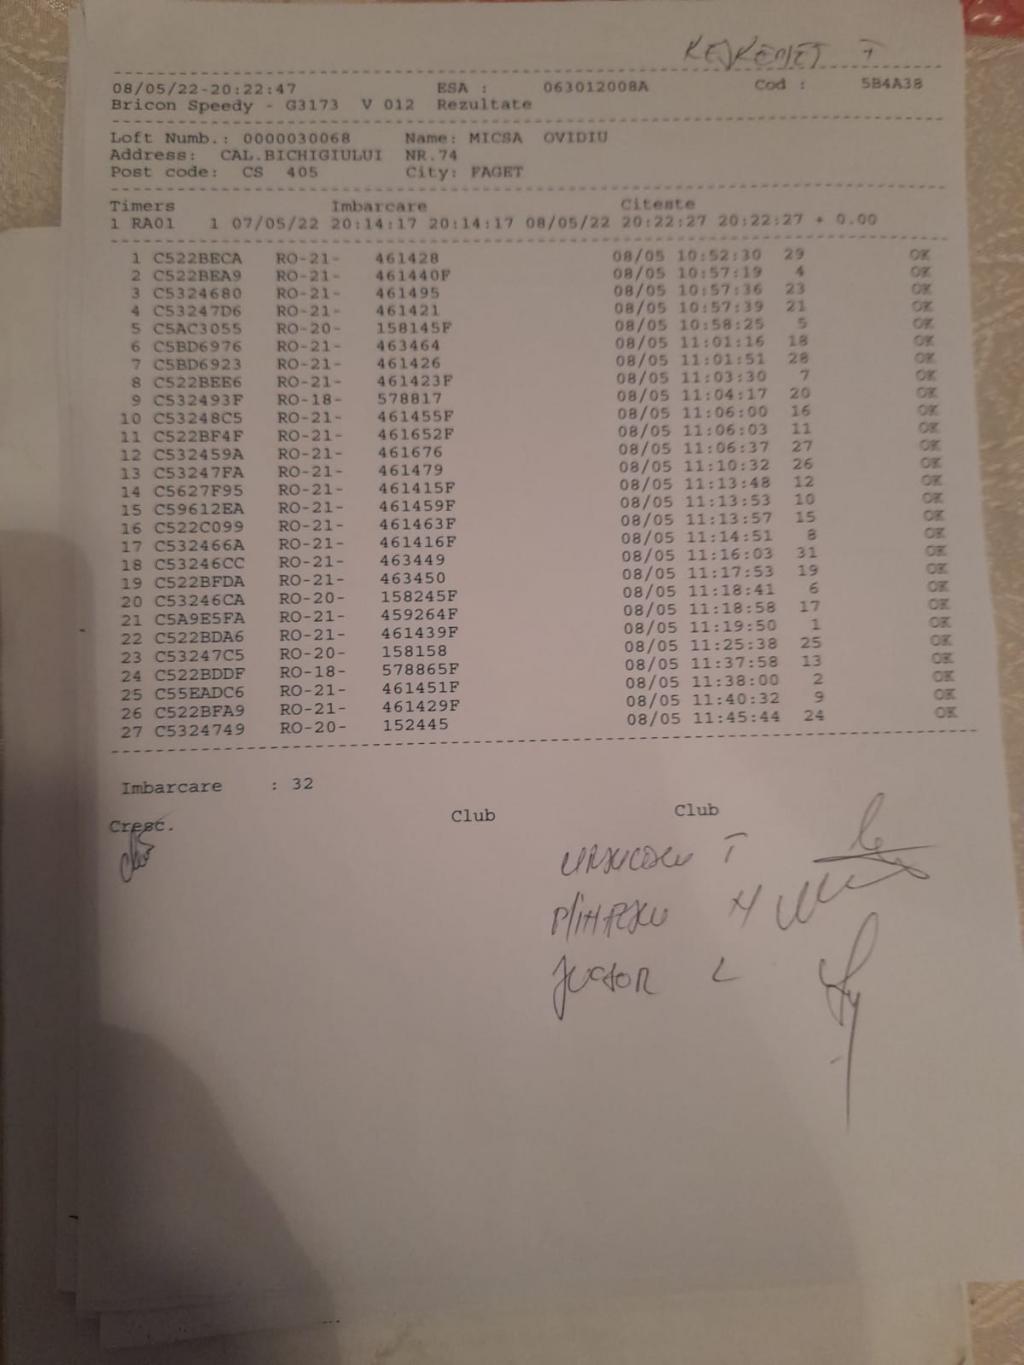 KEJKEMET I
08/05/22-20:22:47 ESA : 063012008A Cod : 5B4A38
Bricon Speedy - G3173 V 012 Rezultate
Loft Numb.: 0000030068 Name: MICSA OVIDIU
Address: CAL.BICHIGIULUI NR.74
Post code: CS 405 City: FAGET
Timers Imbarcare Citeste
1 RA01 1 07/05/22 20:14:17 20:14:17 08/05/22 20:22:27 20:22:27 + 0.00
1 C522BECA RO-21- 461428 08/05 10:52:30 29 OK
2 C522BEA9 RO-21- 461440F 08/05 10:57:19 4 OK
3 C5324680 RO-21- 461495 08/05 10:57:36 23 OK
4 C53247D6 RO-21- 461421 08/05 10:57:39 21 OK
5 C5AC3055 RO-20- 158145F 08/05 10:58:25 5 OK
6 C5BD6976 RO-21- 463464 08/05 11:01:16 18 OK
7 C5BD6923 RO-21- 461426 08/05 11:01:51 28 OK
8 C522BEE6 RO-21- 461423F 08/05 11:03:30 7 OK
9 C532493F RO-18- 578817 08/05 11:04:17 20 OK
10 C53248C5 RO-21- 461455F 08/05 11:06:00 16 OK
11 C522BF4F RO-21- 461652F 08/05 11:06:03 11 OK
12 C532459A RO-21- 461676 08/05 11:06:37 27 OK
13 C53247FA RO-21- 461479 08/05 11:10:32 26 OK
14 C5627F95 RO-21- 461415F 08/05 11:13:48 12 OK
15 C59612EA RO-21- 461459F 08/05 11:13:53 10 OK
16 C522C099 RO-21- 461463F 08/05 11:13:57 15 OK
17 C532466A RO-21- 461416F 08/05 11:14:51 8 OK
18 C53246CC RO-21- 463449 08/05 11:16:03 31 OK
19 C522BFDA RO-21- 463450 08/05 11:17:53 19 OK
20 C53246CA RO-20- 158245F 08/05 11:18:41 6 OK
21 C5A9E5FA RO-21- 459264F 08/05 11:18:58 17 OK
22 C522BDA6 RO-21- 461439F 08/05 11:19:50 1 OK
23 C53247C5 RO-20- 158158 08/05 11:25:38 25 OK
24 C522BDDF RO-18- 578865F 08/05 11:37:58 13 OK
25 C55EADC6 RO-21- 461451F 08/05 11:38:00 2 OK
26 C522BFA9 RO-21- 461429F 08/05 11:40:32 9 OK
27 C5324749 RO-20- 152445 08/05 11:45:44 24 OK
Imbarcare : 32
Cresc. Club Club